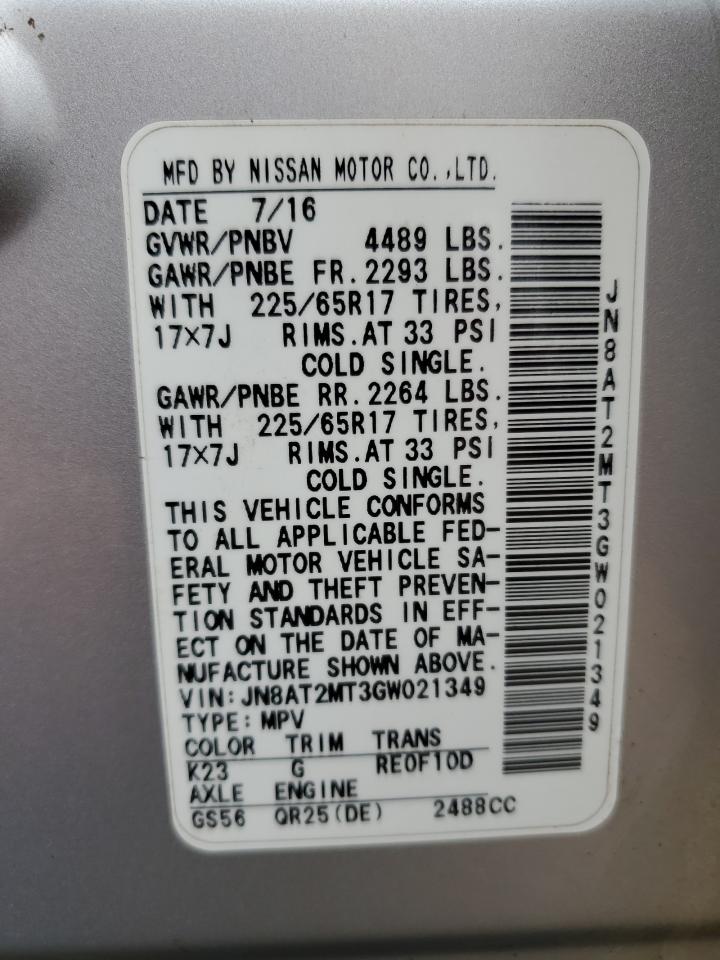 MFD BY NISSAN MOTOR CO.,LTD.
DATE 7/16
GVWR/PNBV 4489 LBS.
GAWR/PNBE FR.2293 LBS.
WITH 225/65R17 TIRES,
17×7J RIMS.AT 33 PSI
COLD SINGLE.
GAWR/PNBE RR.2264 LBS.
WITH 225/65R17 TIRES,
17×7J RIMS.AT 33 PSI
COLD SINGLE.
THIS VEHICLE CONFORMS
TO ALL APPLICABLE FED-
ERAL MOTOR VEHICLE SA-
FETY AND THEFT PREVEN-
TION STANDARDS IN EFF-
ECT ON THE DATE OF MA-
NUFACTURE SHOWN ABOVE.
VIN:JN8AT2MT3GW021349
TYPE:MPV
COLOR TRIM TRANS
K23 G RE0F10D
AXLE ENGINE
GS56 QR25(DE) 2488CC
JN8AT2MT3GW021349